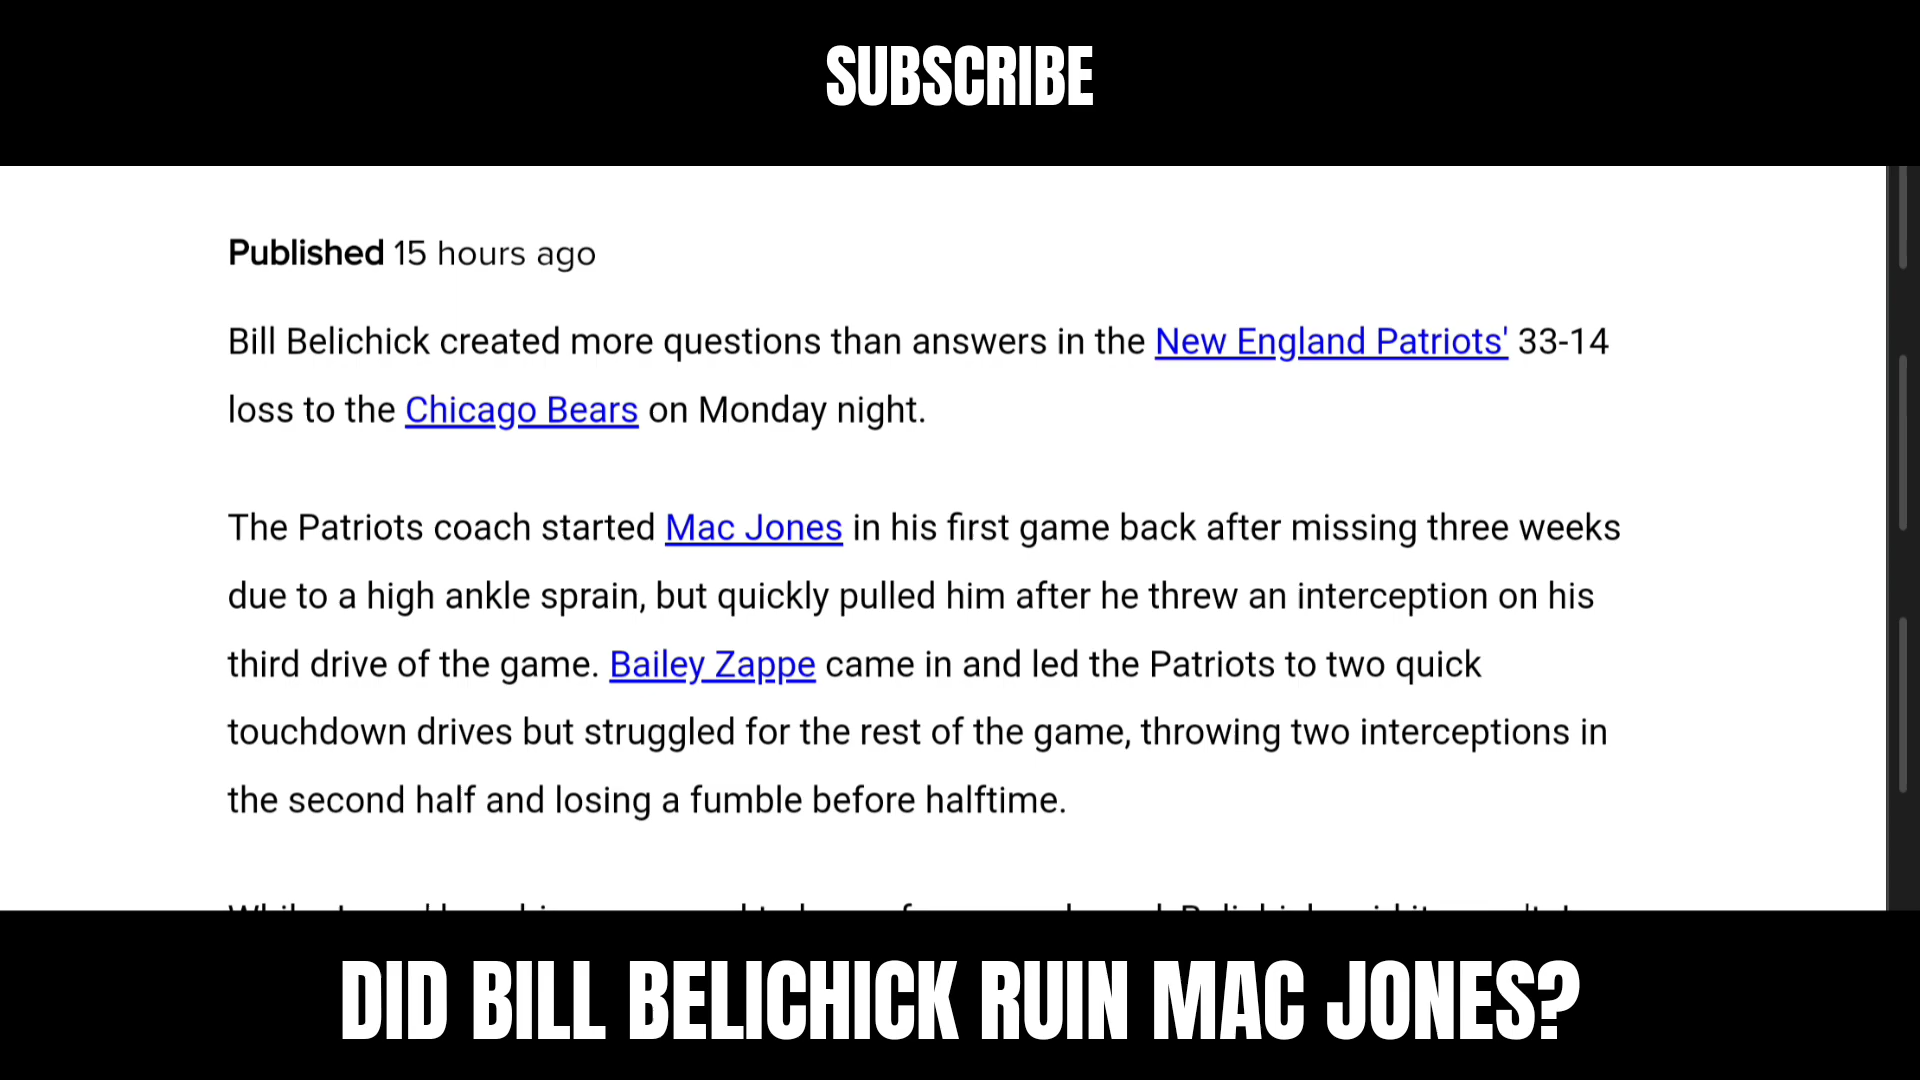 SUBSCRIBE
Published 15 hours ago
Bill Belichick created more questions than answers in the New England Patriots' 33-14
loss to the Chicago Bears on Monday night.
The Patriots coach started Mac Jones in his first game back after missing three weeks
due to a high ankle sprain, but quickly pulled him after he threw an interception on his
third drive of the game. Bailey Zappe came in and led the Patriots to two quick
touchdown drives but struggled for the rest of the game, throwing two interceptions in
the second half and losing a fumble before halftime.
DID BILL BELICHICK RUIN MAC JONES?